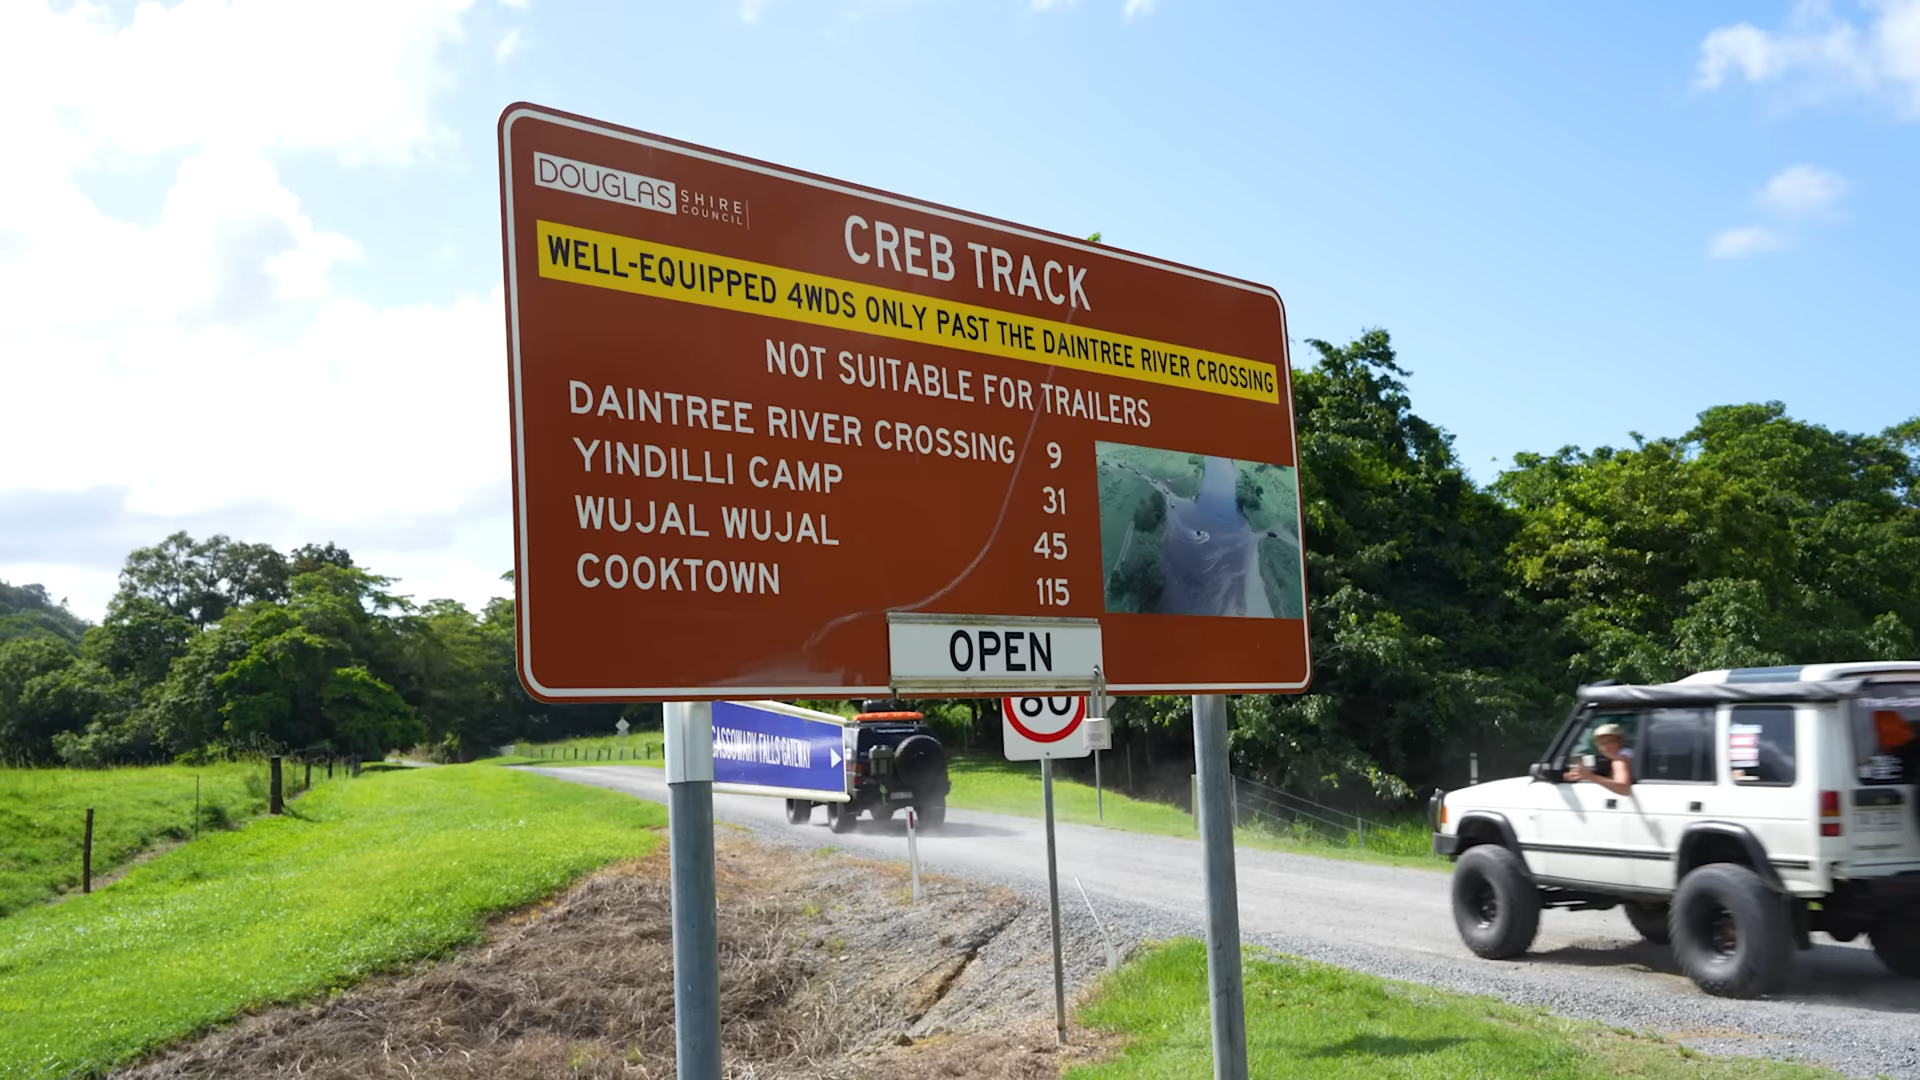 DOUGLAS SHIRE COUNCIL
CREB TRACK
WELL-EQUIPPED 4WDS ONLY PAST THE DAINTREE RIVER CROSSING
NOT SUITABLE FOR TRAILERS
DAINTREE RIVER CROSSING 9
YINDILLI CAMP 31
WUJAL WUJAL 45
COOKTOWN 115
OPEN
80
CASSOWARY FALLS GATEWAY